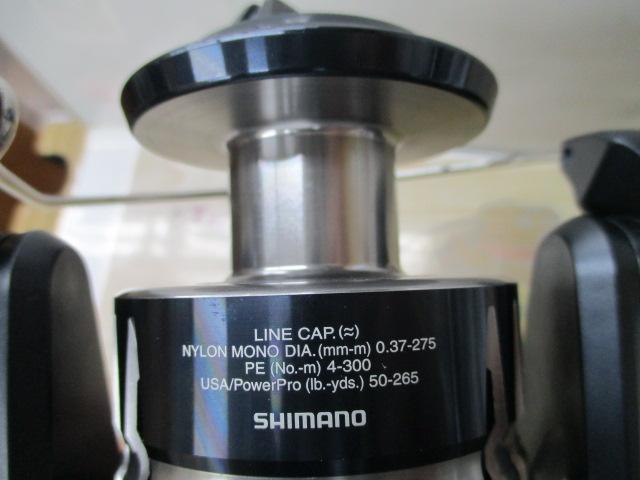 LINE CAP.(≈)
NYLON MONO DIA.(mm-m) 0.37-275
PE (No.-m) 4-300
USA/PowerPro (lb.-yds.) 50-265
SHIMANO